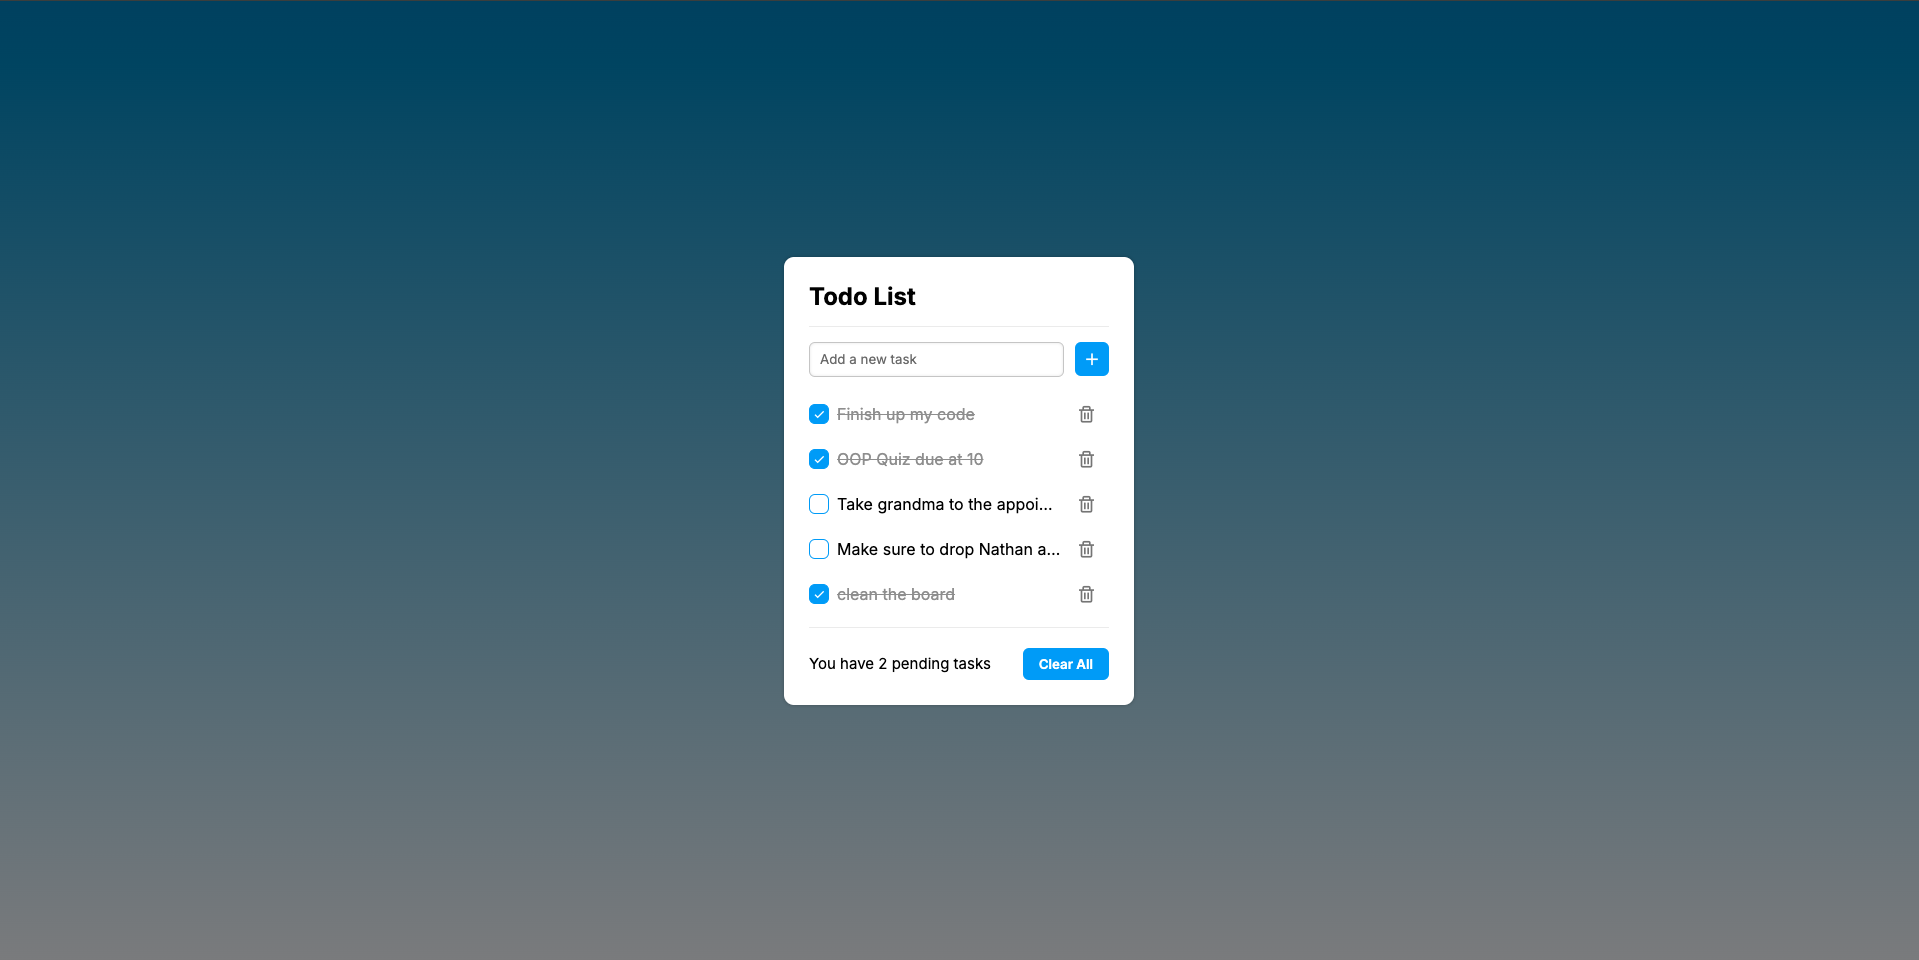 Todo List
Add a new task
Finish up my code
OOP Quiz due at 10
Take grandma to the appoi...
Make sure to drop Nathan a...
clean the board
You have 2 pending tasks
Clear All